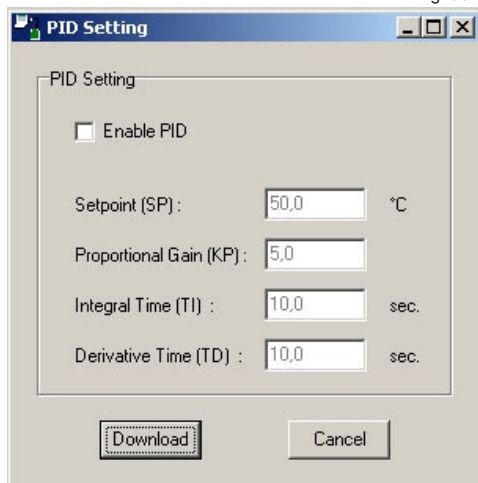 PID Setting
PID Setting
Enable PID
Setpoint (SP) : 50,0 °C
Proportional Gain (KP) : 5,0
Integral Time (TI) : 10,0 sec.
Derivative Time (TD) : 10,0 sec.
Download Cancel